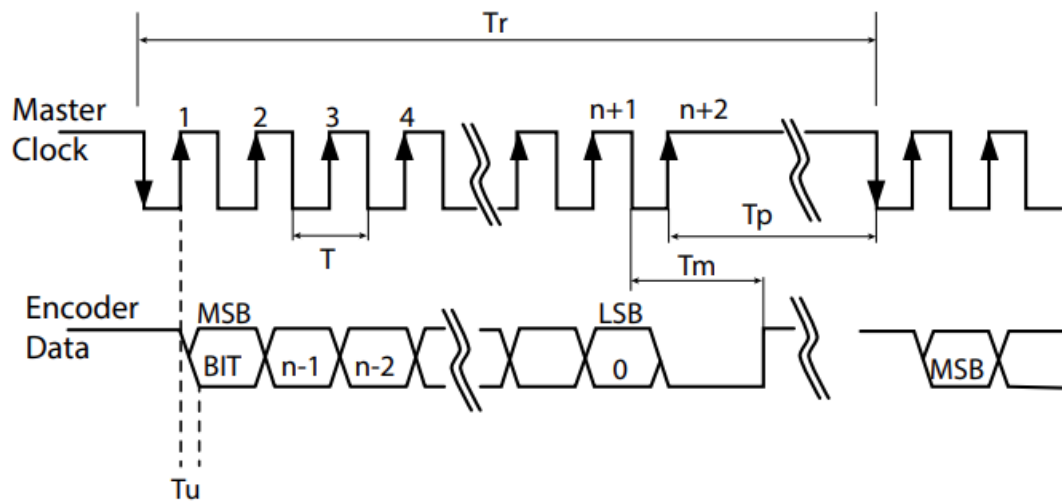 Tr
Master
Clock
1 2 3 4 n+1 n+2
T
Tp
Tm
Encoder
Data
MSB LSB
BIT n-1 n-2 0 MSB
Tu